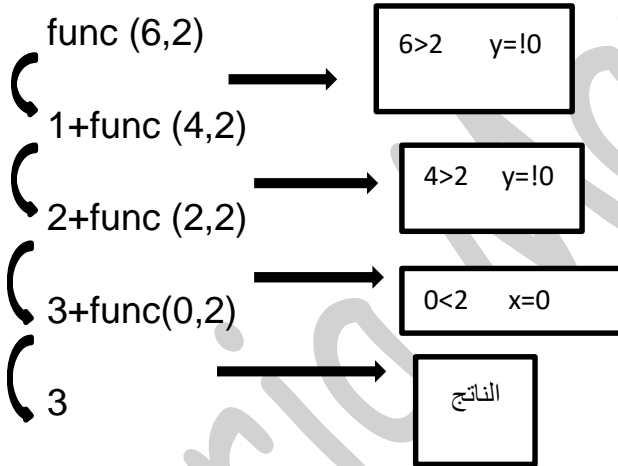 func (6,2)
6>2 y=!0
1+func (4,2)
4>2 y=!0
2+func (2,2)
3+func(0,2)
0<2 x=0
3
الناتج